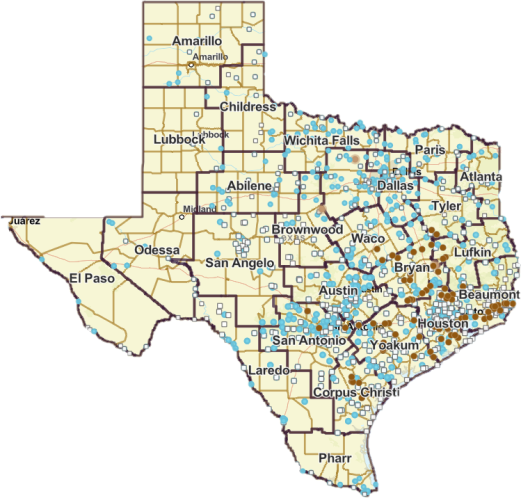 Amarillo
Amarillo
Childress
Lubbock
Lubbock
Wichita Falls
Paris
Atlanta
Abilene
Dallas
Tyler
Midland
Juarez
Brownwood
Waco
Odessa
San Angelo
Bryan
Lufkin
El Paso
Austin
Beaumont
Houston
San Antonio
Yoakum
Laredo
Corpus Christi
Pharr